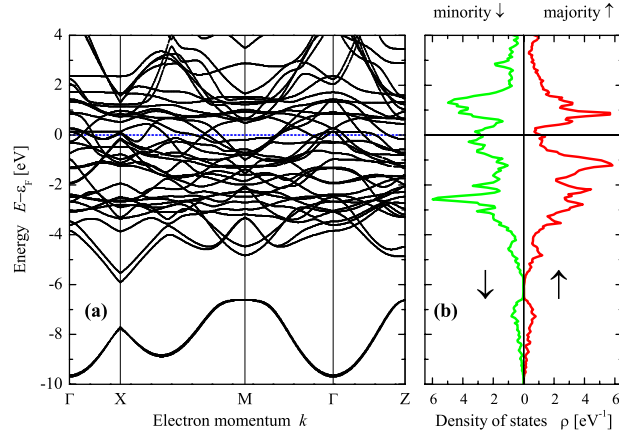 minority ↓ majority ↑
4
2
0
-2
-4
-6
-8
-10
Energy E−εF [eV]
(a)
Γ X M Γ Z
Electron momentum k
↓ ↑
(b)
6 4 2 0 2 4 6
Density of states ρ [eV⁻¹]